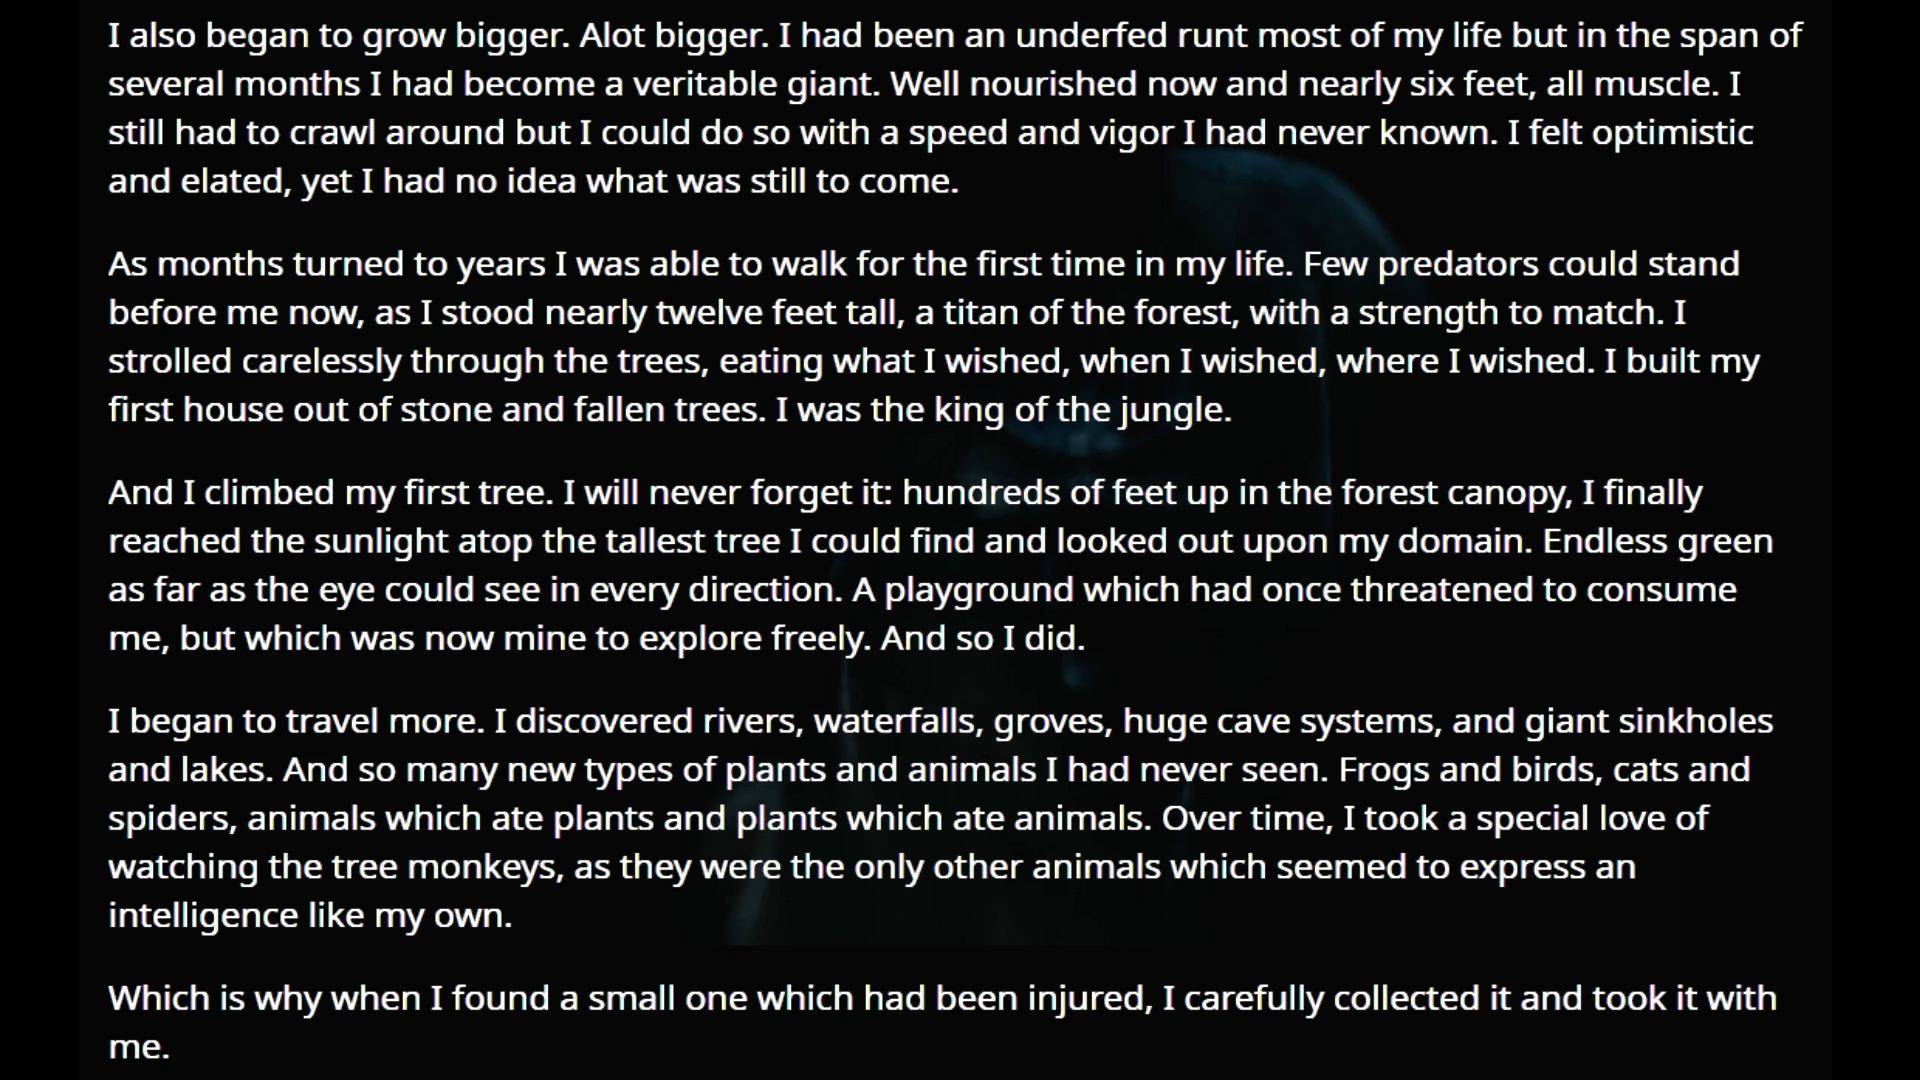 I also began to grow bigger. Alot bigger. I had been an underfed runt most of my life but in the span of
several months I had become a veritable giant. Well nourished now and nearly six feet, all muscle. I
still had to crawl around but I could do so with a speed and vigor I had never known. I felt optimistic
and elated, yet I had no idea what was still to come.
As months turned to years I was able to walk for the first time in my life. Few predators could stand
before me now, as I stood nearly twelve feet tall, a titan of the forest, with a strength to match. I
strolled carelessly through the trees, eating what I wished, when I wished, where I wished. I built my
first house out of stone and fallen trees. I was the king of the jungle.
And I climbed my first tree. I will never forget it: hundreds of feet up in the forest canopy, I finally
reached the sunlight atop the tallest tree I could find and looked out upon my domain. Endless green
as far as the eye could see in every direction. A playground which had once threatened to consume
me, but which was now mine to explore freely. And so I did.
I began to travel more. I discovered rivers, waterfalls, groves, huge cave systems, and giant sinkholes
and lakes. And so many new types of plants and animals I had never seen. Frogs and birds, cats and
spiders, animals which ate plants and plants which ate animals. Over time, I took a special love of
watching the tree monkeys, as they were the only other animals which seemed to express an
intelligence like my own.
Which is why when I found a small one which had been injured, I carefully collected it and took it with
me.